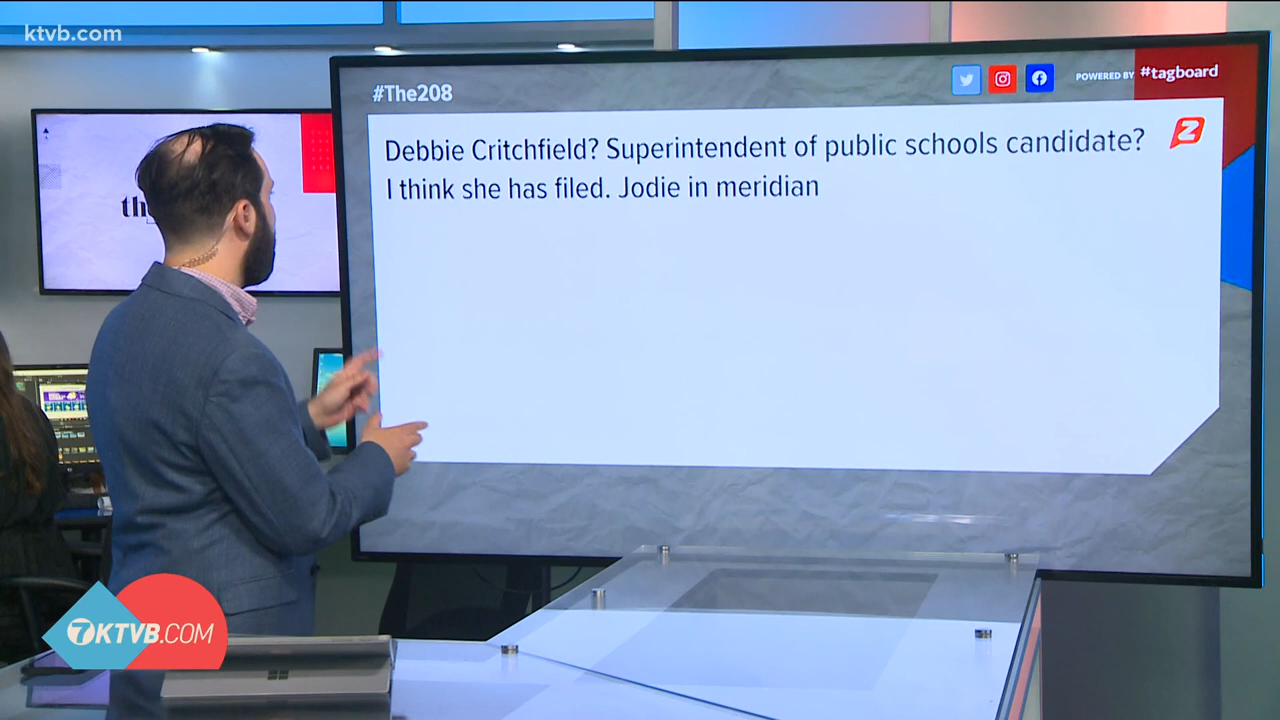 ktvb.com
#The208
POWERED BY #tagboard
Debbie Critchfield? Superintendent of public schools candidate?
I think she has filed. Jodie in meridian
th
7KTVB.COM